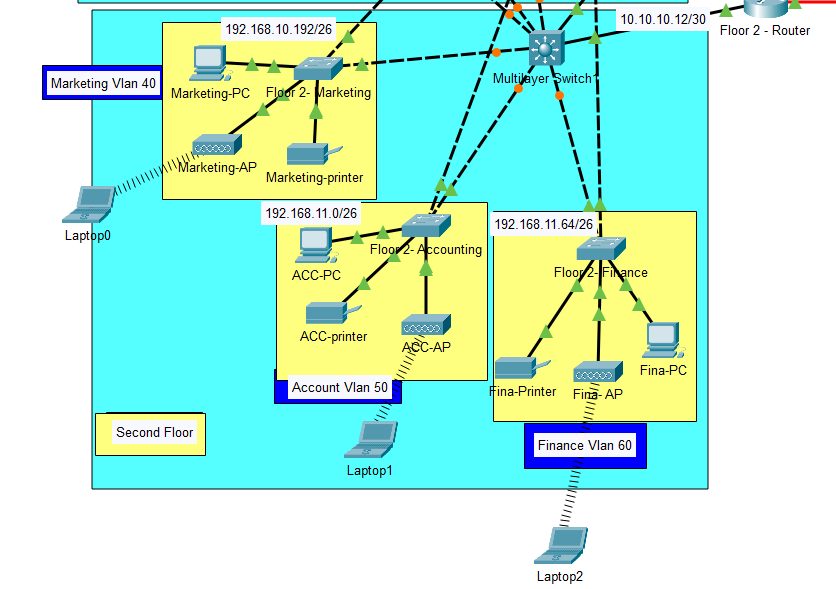 10.10.10.12/30
Floor 2 - Router
192.168.10.192/26
Marketing Vlan 40
Marketing-PC
Floor 2- Marketing
Multilayer Switch1
Marketing-AP
Marketing-printer
Laptop0
192.168.11.0/26
192.168.11.64/26
Floor 2- Accounting
ACC-PC
Floor 2- Finance
ACC-printer
ACC-AP
Fina-PC
Account Vlan 50
Fina-Printer
Fina- AP
Second Floor
Finance Vlan 60
Laptop1
Laptop2